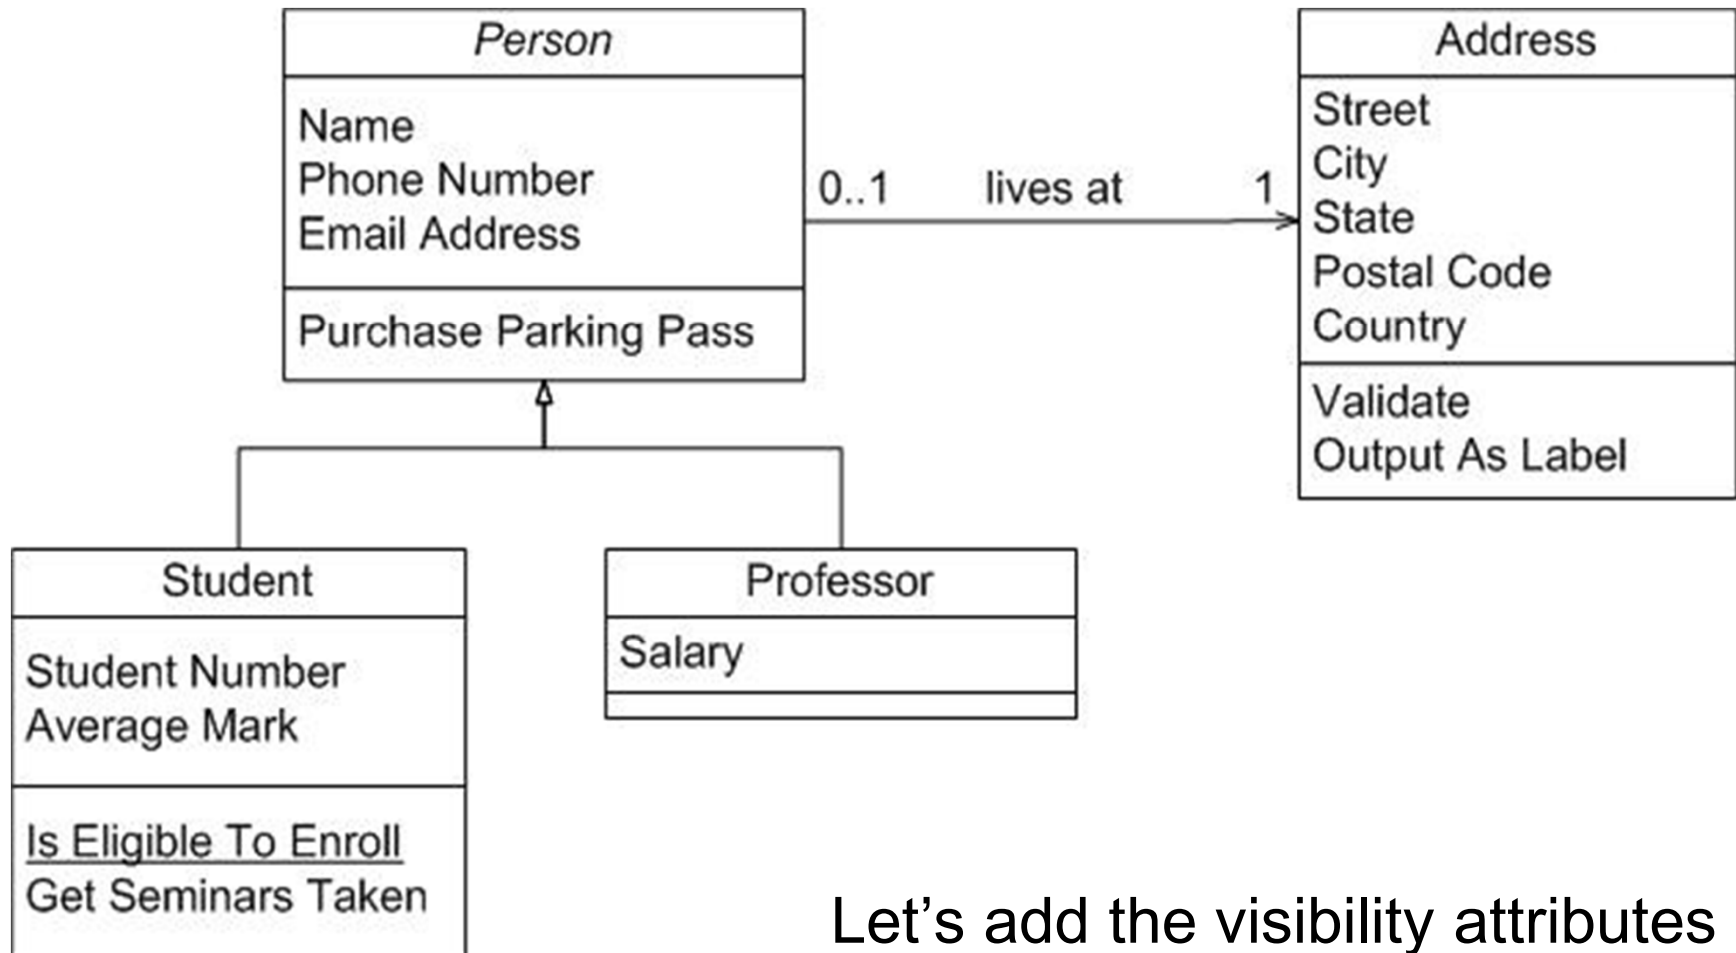 Person
Name
Phone Number
Email Address
Purchase Parking Pass
0..1 lives at 1
Address
Street
City
State
Postal Code
Country
Validate
Output As Label
Student
Student Number
Average Mark
Is Eligible To Enroll
Get Seminars Taken
Professor
Salary
Let’s add the visibility attributes